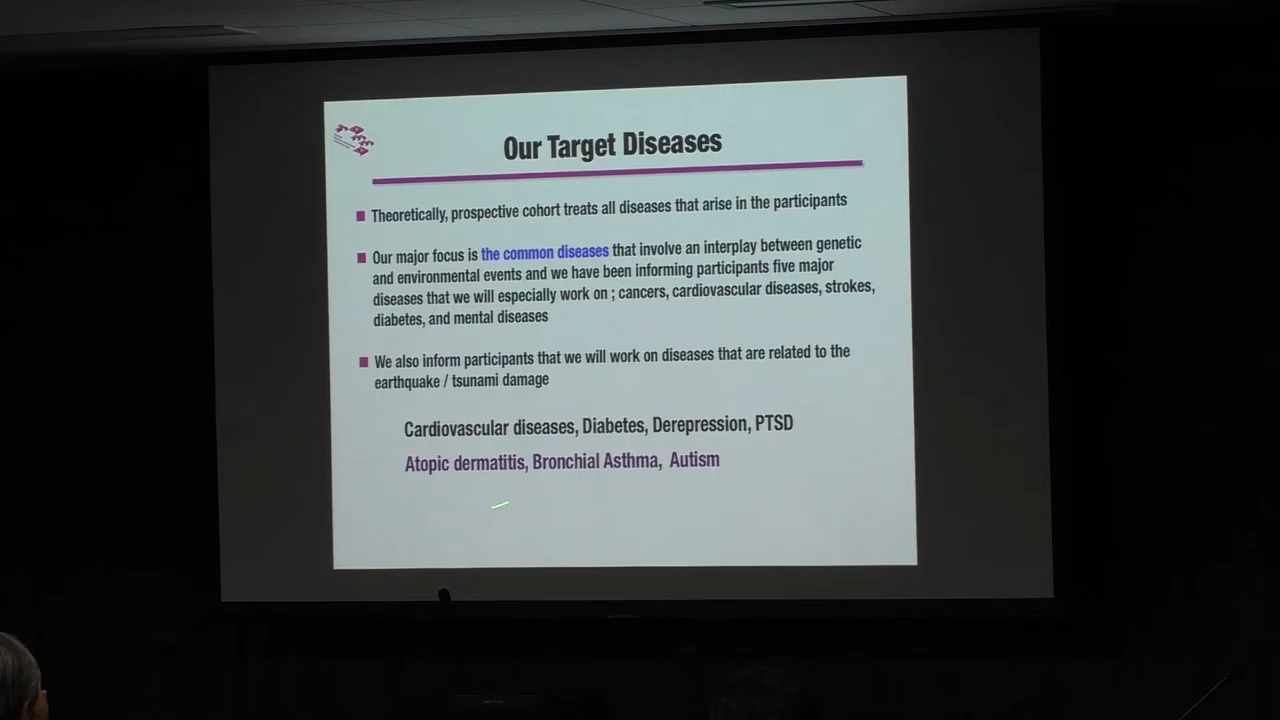 Our Target Diseases
Theoretically, prospective cohort treats all diseases that arise in the participants
Our major focus is the common diseases that involve an interplay between genetic
and environmental events and we have been informing participants five major
diseases that we will especially work on ; cancers, cardiovascular diseases, strokes,
diabetes, and mental diseases
We also inform participants that we will work on diseases that are related to the
earthquake / tsunami damage
Cardiovascular diseases, Diabetes, Derepression, PTSD
Atopic dermatitis, Bronchial Asthma, Autism